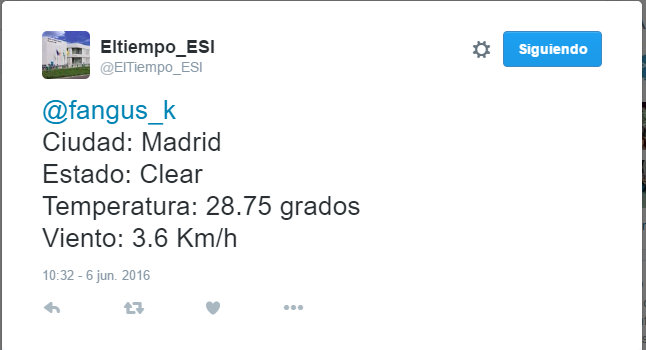 Eltiempo_ESI
@ElTiempo_ESI
Siguiendo
@fangus_k
Ciudad: Madrid
Estado: Clear
Temperatura: 28.75 grados
Viento: 3.6 Km/h
10:32 - 6 jun. 2016